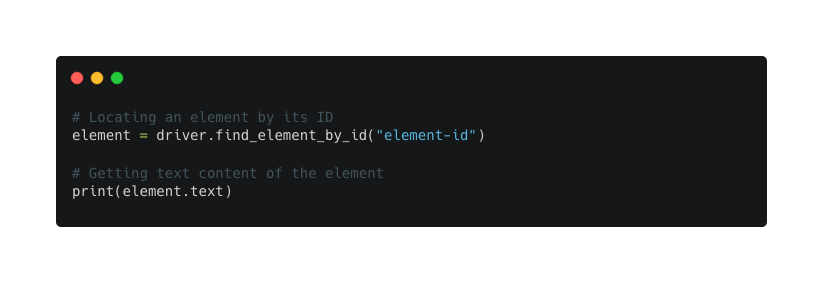 # Locating an element by its ID
element = driver.find_element_by_id("element-id")
# Getting text content of the element
print(element.text)